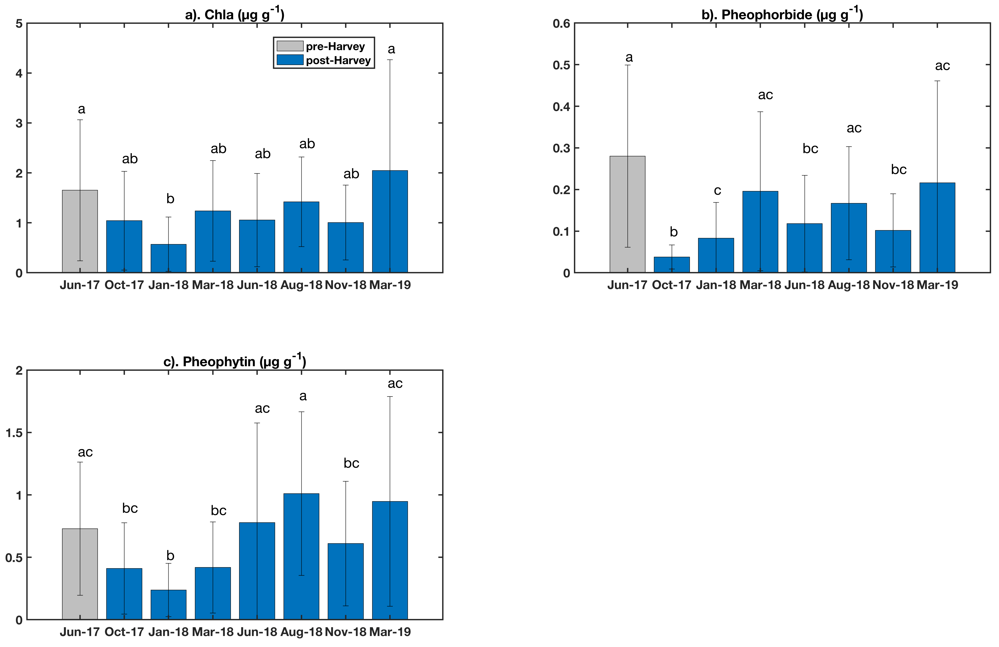 a). Chla (µg g-1)
5
4
3
2
1
0
pre-Harvey
post-Harvey
a
ab
b
ab
ab
ab
ab
a
Jun-17 Oct-17 Jan-18 Mar-18 Jun-18 Aug-18 Nov-18 Mar-19
b). Pheophorbide (µg g-1)
0.6
0.5
0.4
0.3
0.2
0.1
0
a
b
c
ac
bc
ac
bc
ac
Jun-17 Oct-17 Jan-18 Mar-18 Jun-18 Aug-18 Nov-18 Mar-19
c). Pheophytin (µg g-1)
2
1.5
1
0.5
0
ac
bc
b
bc
ac
a
bc
ac
Jun-17 Oct-17 Jan-18 Mar-18 Jun-18 Aug-18 Nov-18 Mar-19